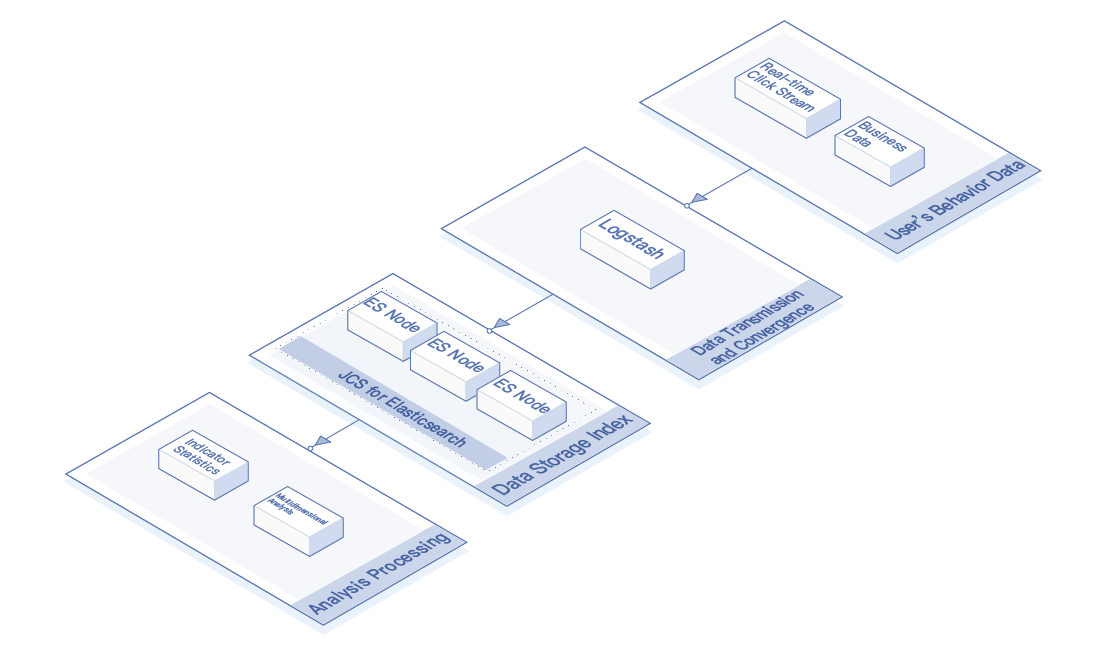 Real-time
Click Stream
Business
Data
User's Behavior Data
Logstash
Data Transmission
and Convergence
ES Node
ES Node
ES Node
JCS for Elasticsearch
Data Storage Index
Indicator
Statistics
Multidimensional
Analysis
Analysis Processing